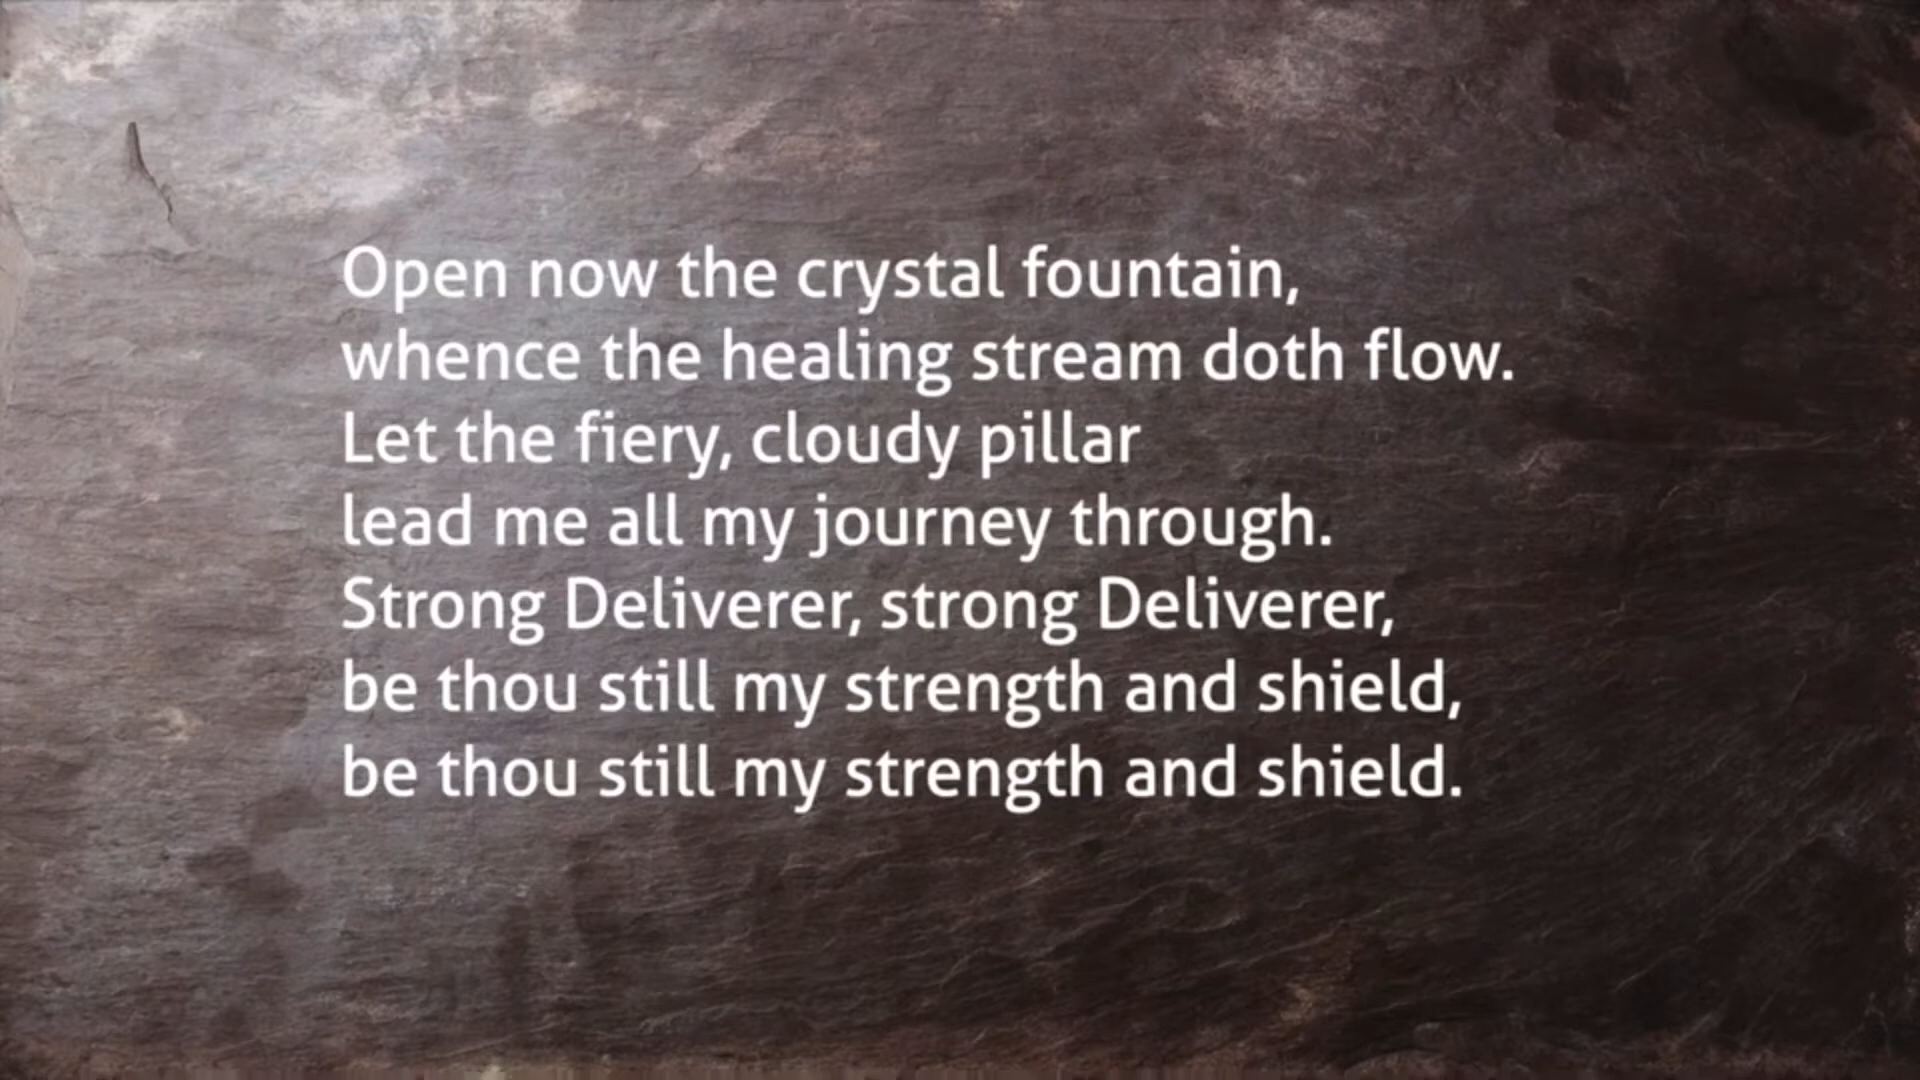 Open now the crystal fountain,
whence the healing stream doth flow.
Let the fiery, cloudy pillar
lead me all my journey through.
Strong Deliverer, strong Deliverer,
be thou still my strength and shield,
be thou still my strength and shield.